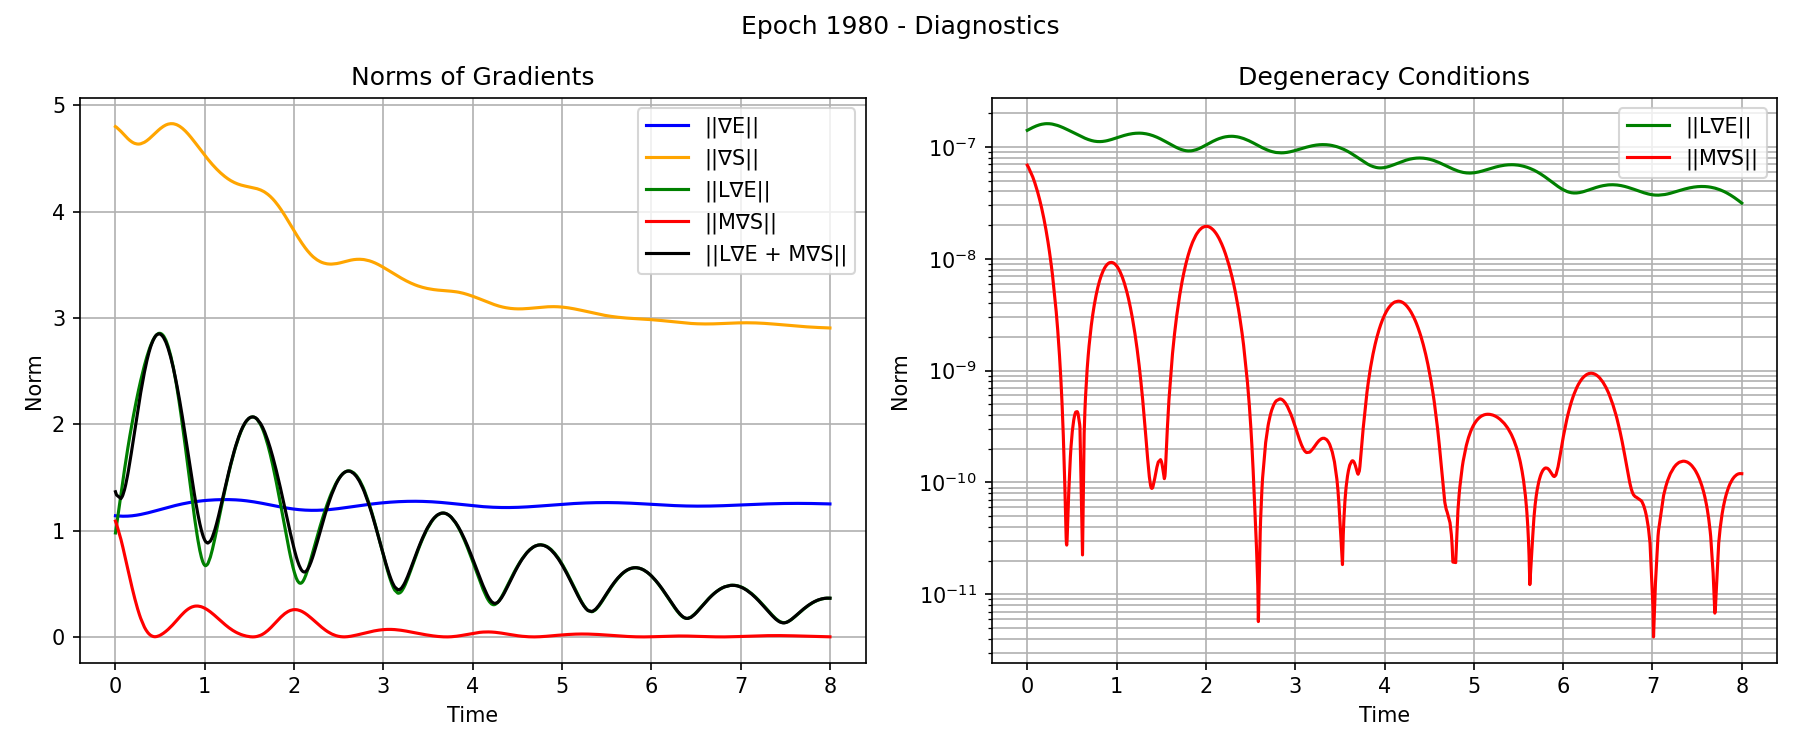 Epoch 1980 - Diagnostics
Norms of Gradients
Norm
5
4
3
2
1
0
0 1 2 3 4 5 6 7 8
Time
||∇E||
||∇S||
||L∇E||
||M∇S||
||L∇E + M∇S||
Degeneracy Conditions
Norm
10⁻⁷
10⁻⁸
10⁻⁹
10⁻¹⁰
10⁻¹¹
0 1 2 3 4 5 6 7 8
Time
||L∇E||
||M∇S||